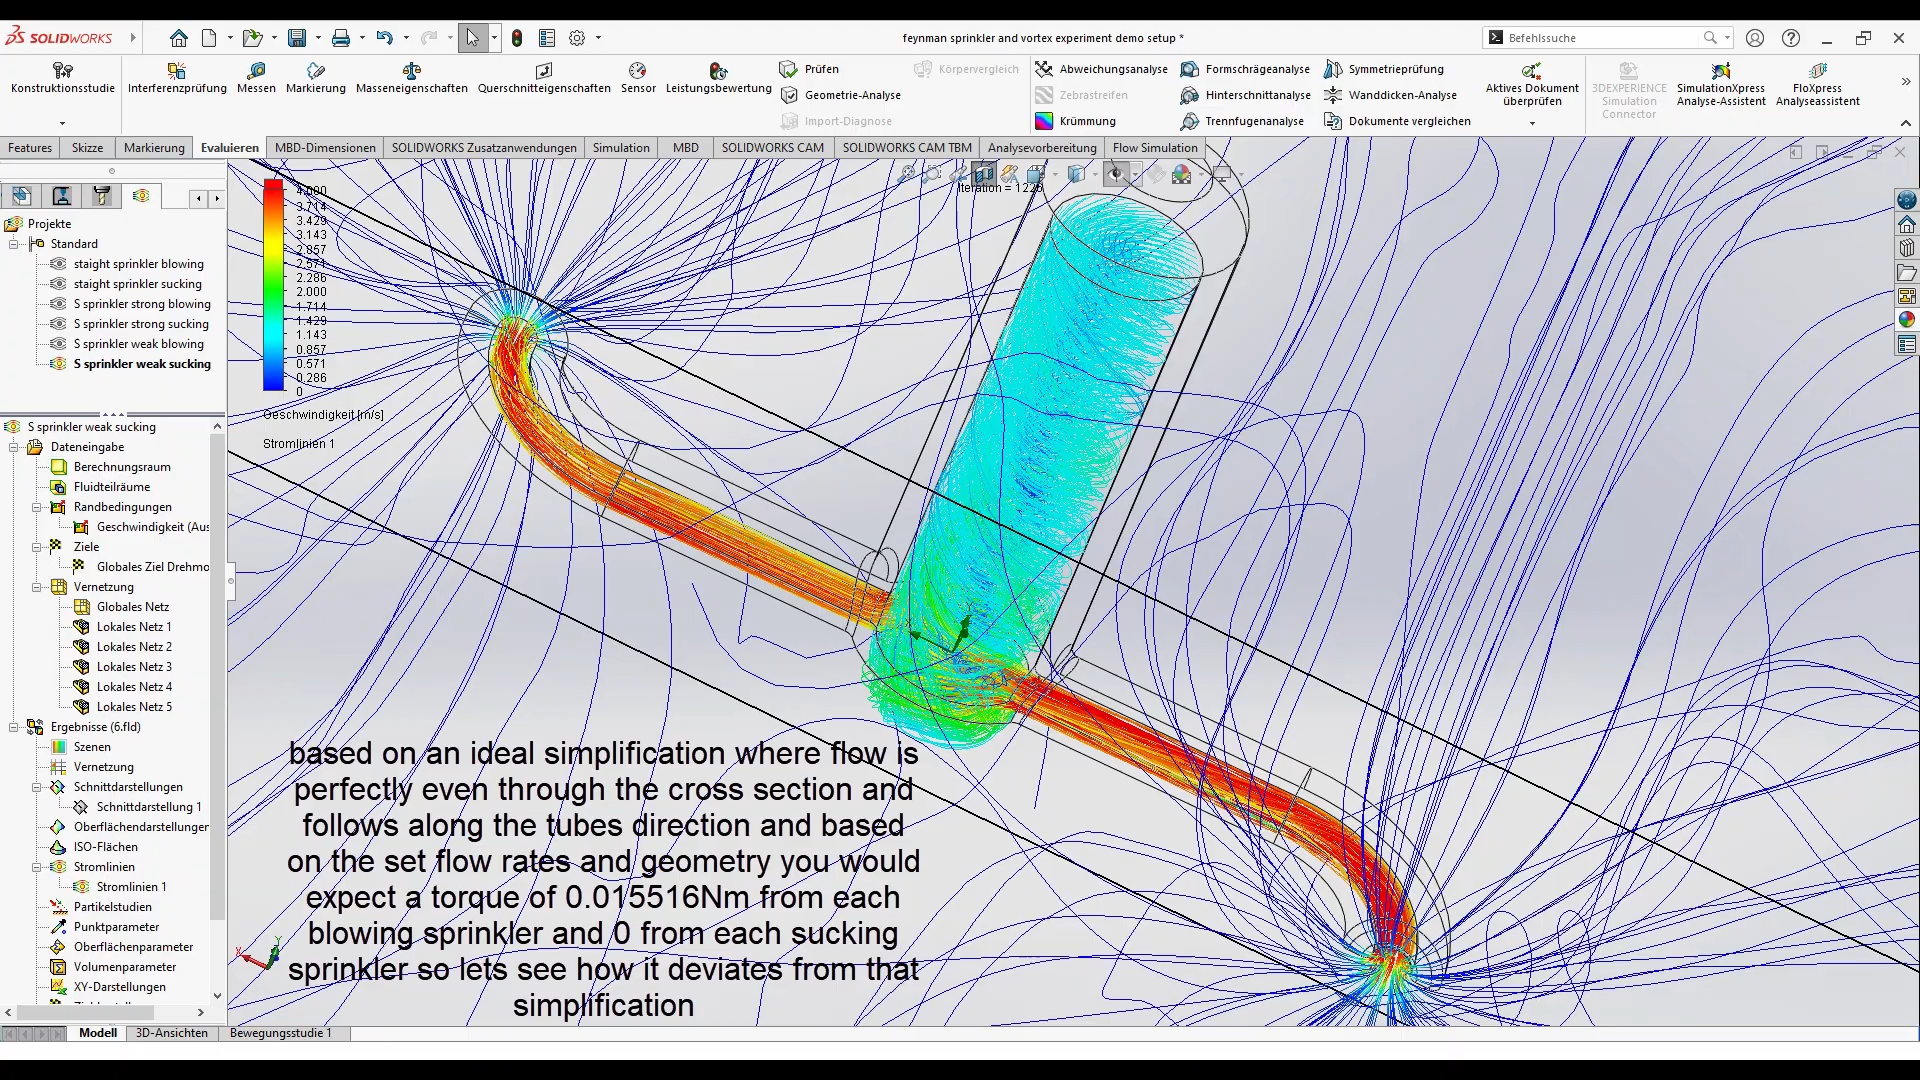 SOLIDWORKS
feynman sprinkler and vortex experiment demo setup *
Befehlssuche
Konstruktionsstudie
Interferenzprüfung
Messen
Markierung
Masseneigenschaften
Querschnitteigenschaften
Sensor
Leistungsbewertung
Prüfen
Geometrie-Analyse
Import-Diagnose
Körpervergleich
Abweichungsanalyse
Zebrastreifen
Krümmung
Formschrägeanalyse
Hinterschnittanalyse
Trennfugenanalyse
Symmetrieprüfung
Wanddicken-Analyse
Dokumente vergleichen
Aktives Dokument
überprüfen
3DEXPERIENCE
Simulation
Connector
SimulationXpress
Analyse-Assistent
FloXpress
Analyseassistent
Features
Skizze
Markierung
Evaluieren
MBD-Dimensionen
SOLIDWORKS Zusatzanwendungen
Simulation
MBD
SOLIDWORKS CAM
SOLIDWORKS CAM TBM
Analysevorbereitung
Flow Simulation
Projekte
Standard
staight sprinkler blowing
staight sprinkler sucking
S sprinkler strong blowing
S sprinkler strong sucking
S sprinkler weak blowing
S sprinkler weak sucking
S sprinkler weak sucking
Dateneingabe
Berechnungsraum
Fluidteilräume
Randbedingungen
Geschwindigkeit (Aus
Ziele
Globales Ziel Drehmo
Vernetzung
Globales Netz
Lokales Netz 1
Lokales Netz 2
Lokales Netz 3
Lokales Netz 4
Lokales Netz 5
Ergebnisse (6.fld)
Szenen
Vernetzung
Schnittdarstellungen
Schnittdarstellung 1
Oberflächendarstellungen
ISO-Flächen
Stromlinien
Stromlinien 1
Partikelstudien
Punktparameter
Oberflächenparameter
Volumenparameter
XY-Darstellungen
4.000
3.714
3.429
3.143
2.857
2.571
2.286
2.000
1.714
1.429
1.143
0.857
0.571
0.286
0
Geschwindigkeit [m/s]
Stromlinien 1
Iteration = 1226
based on an ideal simplification where flow is
perfectly even through the cross section and
follows along the tubes direction and based
on the set flow rates and geometry you would
expect a torque of 0.015516Nm from each
blowing sprinkler and 0 from each sucking
sprinkler so lets see how it deviates from that
simplification
Modell
3D-Ansichten
Bewegungsstudie 1